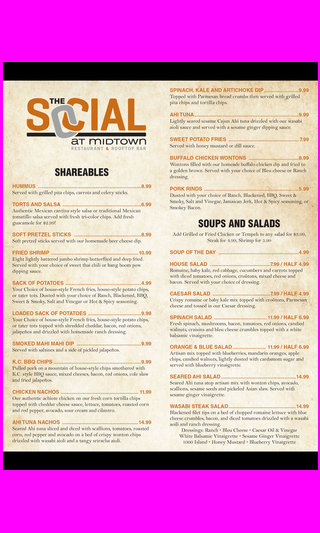 THE
SOCIAL
at MIDTOWN
RESTAURANT & ROOFTOP BAR
SHAREABLES
HUMMUS 8.99
Served with grilled pita chips, carrots and celery sticks.
TORTS AND SALSA 6.99
Authentic Mexican cantina style salsa or traditional Mexican
tomatillo salsa served with fresh tri-color chips. Add fresh
guacamole for $2.00!
SOFT PRETZEL STICKS 8.99
Soft pretzel sticks served with our homemade beer cheese dip.
FRIED SHRIMP 10.99
Eight lightly battered jumbo shrimp butterflied and deep fried.
Served with your choice of sweet thai chili or bang bang pow
dipping sauce.
SACK OF POTATOES 4.99
Your choice of house-style French fries, house-style potato chips,
or tater tots. Dusted with your choice of Ranch, Blackened, BBQ,
Sweet & Smoky, Salt and Vinegar or Hot & Spicy seasoning.
LOADED SACK OF POTATOES 9.99
Your Choice of house-style French fries, house-style potato chips,
or tater tots topped with shredded cheddar, bacon, red onions,
jalapeños and drizzled with homemade ranch dressing.
SMOKED MAHI MAHI DIP 9.99
Served with saltines and a side of pickled jalapeños.
K.C. BBQ CHIPS 9.99
Pulled pork on a mountain of house-style chips smothered with
K.C. style BBQ sauce, mixed cheeses, bacon, red onions, cole slaw
and fried jalapeños.
CHICKEN NACHOS 11.99
Our authentic achiote chicken on our fresh corn tortilla chips
topped with cheddar cheese sauce, lettuce, tomatoes, roasted corn
and red pepper, avocado, sour cream and cilantro.
AHI TUNA NACHOS 14.99
Seared Ahi tuna sliced and diced with scallions, tomatoes, roasted
corn, red pepper and avocado on a bed of crispy wonton chips
drizzled with wasabi aioli and a tangy sriracha aioli.
SPINACH, KALE AND ARTICHOKE DIP 9.99
Topped with Parmesan bread crumbs then served with grilled
pita chips and tortilla chips.
AHI TUNA 9.99
Lightly seared sesame Cajun Ahi tuna drizzled with our wasabi
aioli sauce and served with a sesame ginger dipping sauce.
SWEET POTATO FRIES 7.99
Served with honey mustard or dill sauce.
BUFFALO CHICKEN WONTONS 8.99
Wontons filled with our homemade buffalo chicken dip and fried to
a golden brown. Served with your choice of Bleu cheese or Ranch
dressing.
PORK RINDS 5.99
Dusted with your choice of Ranch, Blackened, BBQ, Sweet &
Smoky, Salt and Vinegar, Jamaican Jerk, Hot & Spicy seasoning, or
Smokey Bacon.
SOUPS AND SALADS
Add Grilled or Fried Chicken or Tempeh to any salad for $3.00,
Steak for 4.99, Shrimp for 5.00
SOUP OF THE DAY 4.99
HOUSE SALAD 7.99 / HALF 4.99
Romaine, baby kale, red cabbage, cucumbers and carrots topped
with diced tomatoes, red onions, croutons, mixed cheese and
bacon. Served with your choice of dressing.
CAESAR SALAD 7.99 / HALF 4.99
Crispy romaine or baby kale mix topped with croutons, Parmesan
cheese and tossed in our Caesar dressing.
SPINACH SALAD 11.99 / HALF 6.99
Fresh spinach, mushrooms, bacon, tomatoes, red onions, candied
walnuts, craisins and bleu cheese crumbles topped with a white
balsamic vinaigrette.
ORANGE & BLUE SALAD 11.99 / HALF 6.99
Artisan mix topped with blueberries, mandarin oranges, apple
chips, candied walnuts, lightly dusted with cardamom sugar and
served with blueberry vinaigrette.
SEARED AHI SALAD 14.99
Seared Ahi tuna atop artisan mix with wonton chips, avocado,
scallions, sesame seeds and pickled Asian slaw. Served with
sesame ginger vinaigrette.
WASABI STEAK SALAD 14.99
Blackened filet tips on a bed of chopped romaine lettuce with blue
cheese crumbles, bacon, and diced tomatoes drizzled with a wasabi
aioli and ranch dressing.
Dressings: Ranch • Bleu Cheese • Caesar Oil & Vinegar
White Balsamic Vinaigrette • Sesame Ginger Vinaigrette
1000 Island • Honey Mustard • Blueberry Vinaigrette